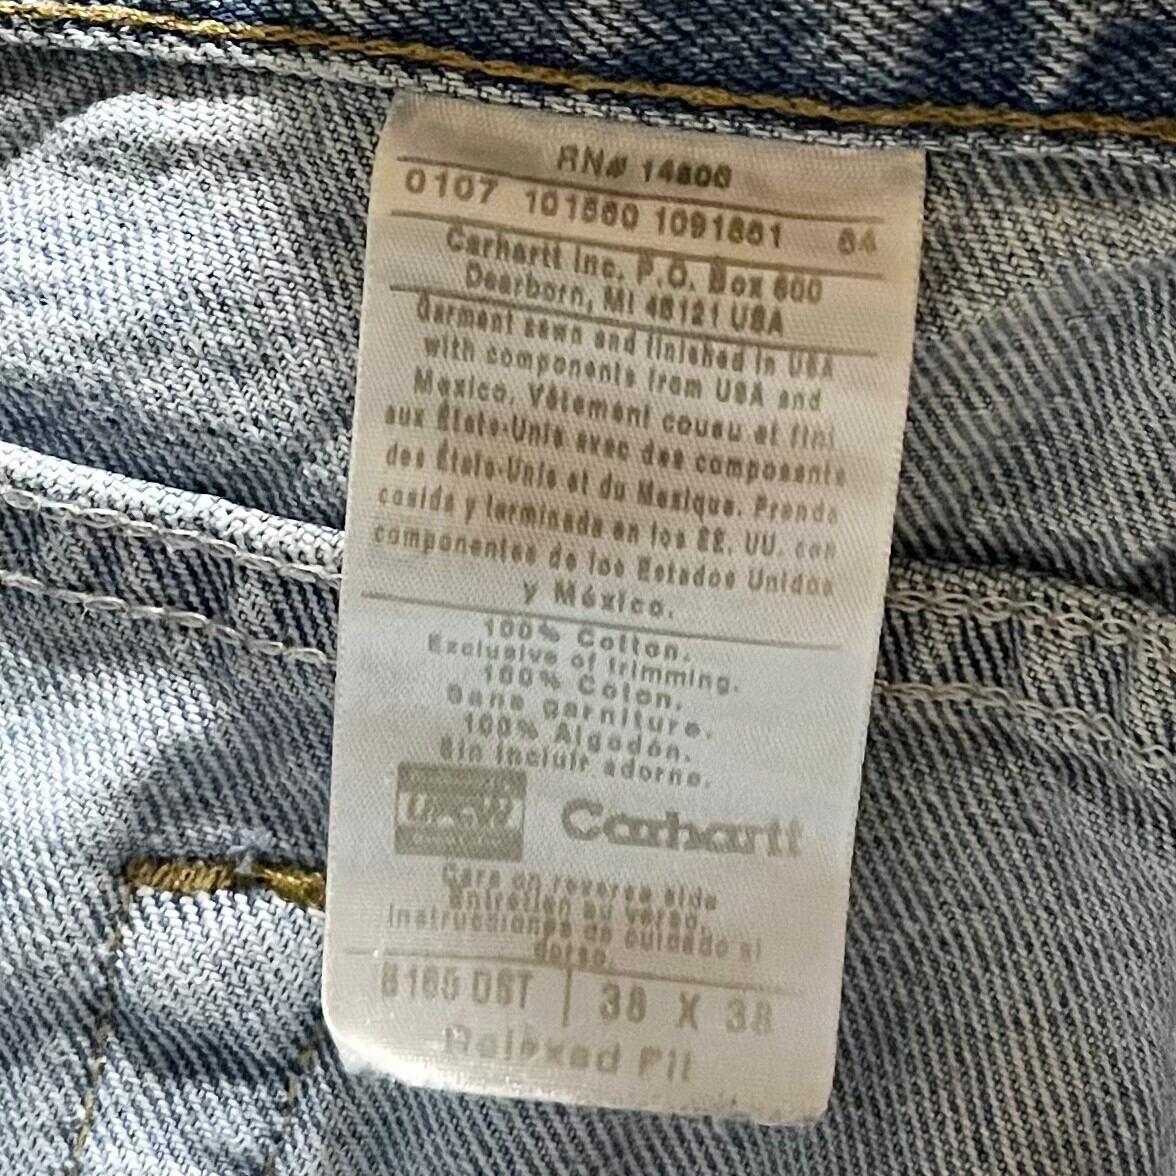 RN# 14806
0107 101560 1091861 64
Carhartt Inc. P.O. Box 600
Dearborn, MI 48121 USA
Garment sewn and finished in USA
with components from USA and
Mexico. Vêtement cousu et fini
aux États-Unis avec des composants
des États-Unis et du Mexique. Prenda
cosida y terminada en los EE. UU. con
componentes de los Estados Unidos
y México.
100% Cotton.
Exclusive of trimming.
100% Coton.
Sans garniture.
100% Algodón.
Sin incluir adorno.
Carhartt
Care on reverse side
Entretien au verso.
Instrucciones de cuidado al
dorso.
B165 DST | 38 X 38
Relaxed Fit